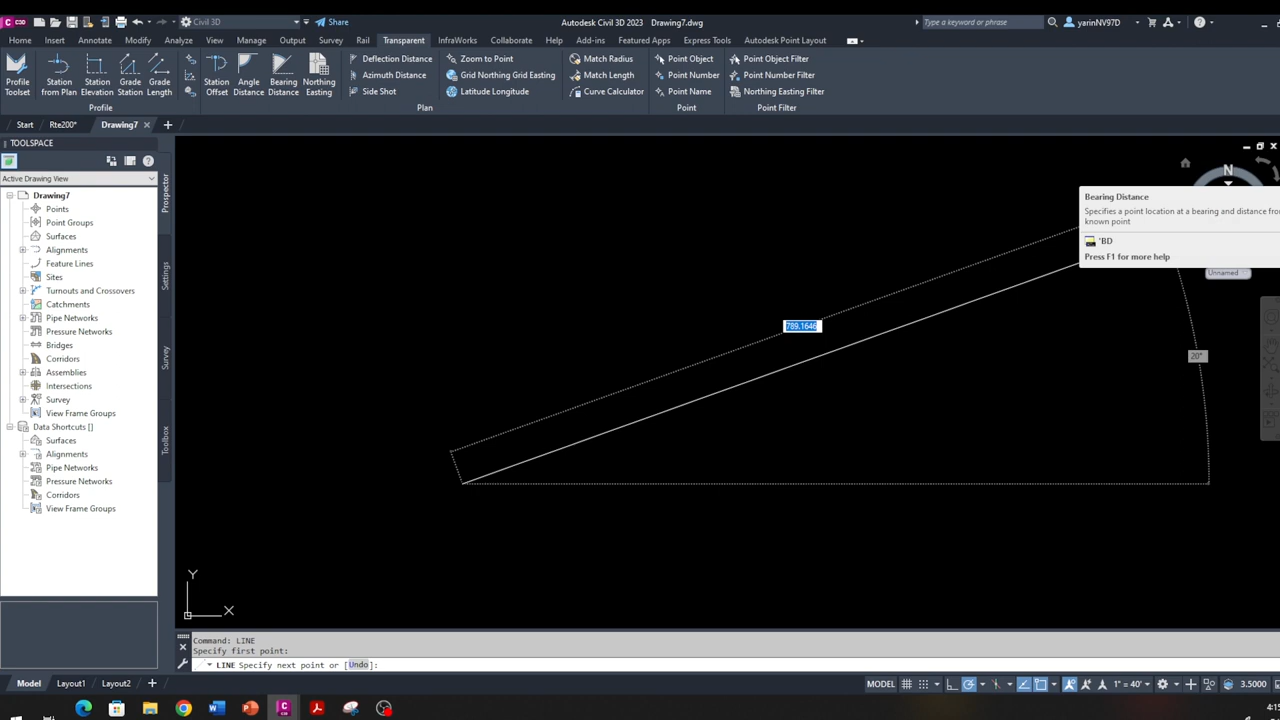 C3D
Civil 3D
Share
Autodesk Civil 3D 2023 Drawing7.dwg
Type a keyword or phrase
yarinNV97D
Home Insert Annotate Modify Analyze View Manage Output Survey Rail Transparent InfraWorks Collaborate Help Add-ins Featured Apps Express Tools Autodesk Point Layout
Profile Toolset
Station from Plan
Station Elevation
Grade Station
Grade Length
Profile
Station Offset
Angle Distance
Bearing Distance
Northing Easting
Deflection Distance
Azimuth Distance
Side Shot
Zoom to Point
Grid Northing Grid Easting
Latitude Longitude
Plan
Match Radius
Match Length
Curve Calculator
Point Object
Point Number
Point Name
Point
Point Object Filter
Point Number Filter
Northing Easting Filter
Point Filter
Start Rte200* Drawing7
TOOLSPACE
Active Drawing View
Drawing7
Points
Point Groups
Surfaces
Alignments
Feature Lines
Sites
Turnouts and Crossovers
Catchments
Pipe Networks
Pressure Networks
Bridges
Corridors
Assemblies
Intersections
Survey
View Frame Groups
Data Shortcuts []
Surfaces
Alignments
Pipe Networks
Pressure Networks
Corridors
View Frame Groups
Prospector
Settings
Survey
Toolbox
N
Bearing Distance
Specifies a point location at a bearing and distance from
known point
'BD
Press F1 for more help
Unnamed
789.1646
20°
Y
X
Command: LINE
Specify first point:
LINE Specify next point or [Undo]:
Model Layout1 Layout2
MODEL
1" = 40'
3.5000
4:15